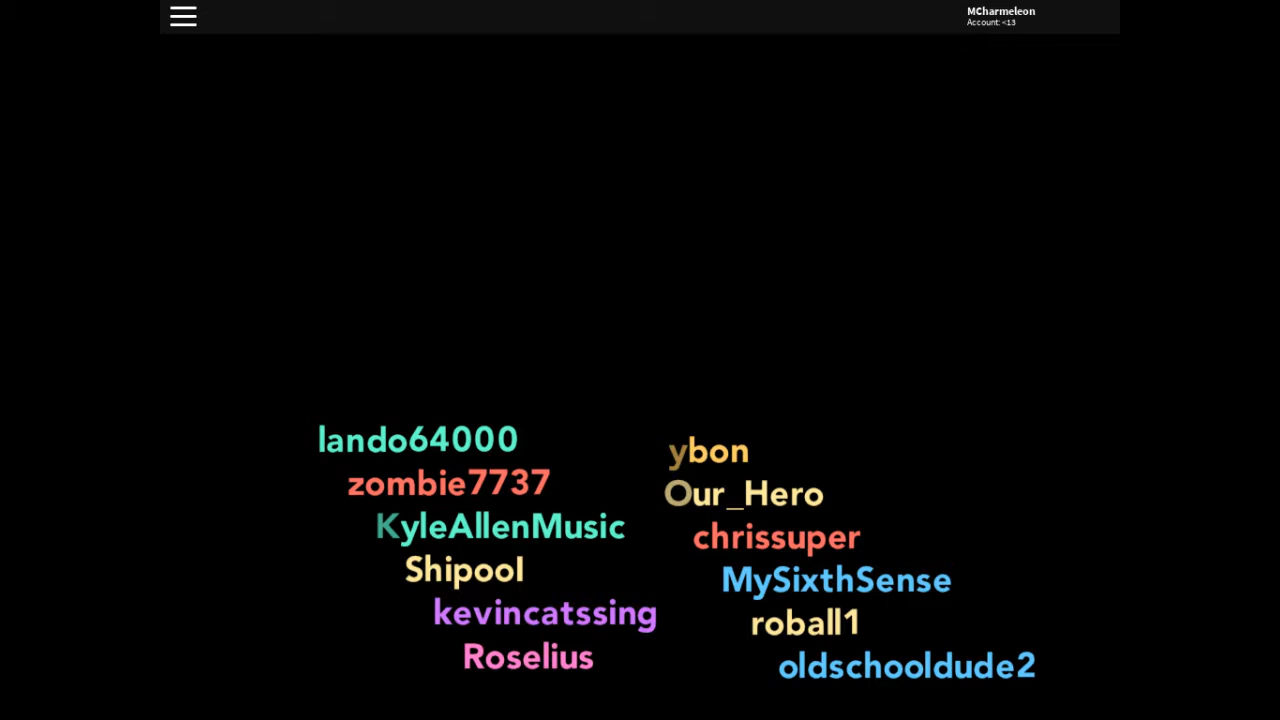 MCharmeleon
Account: <13
lando64000
zombie7737
KyleAllenMusic
Shipool
kevincatssing
Roselius
ybon
Our_Hero
chrissuper
MySixthSense
roball1
oldschooldude2